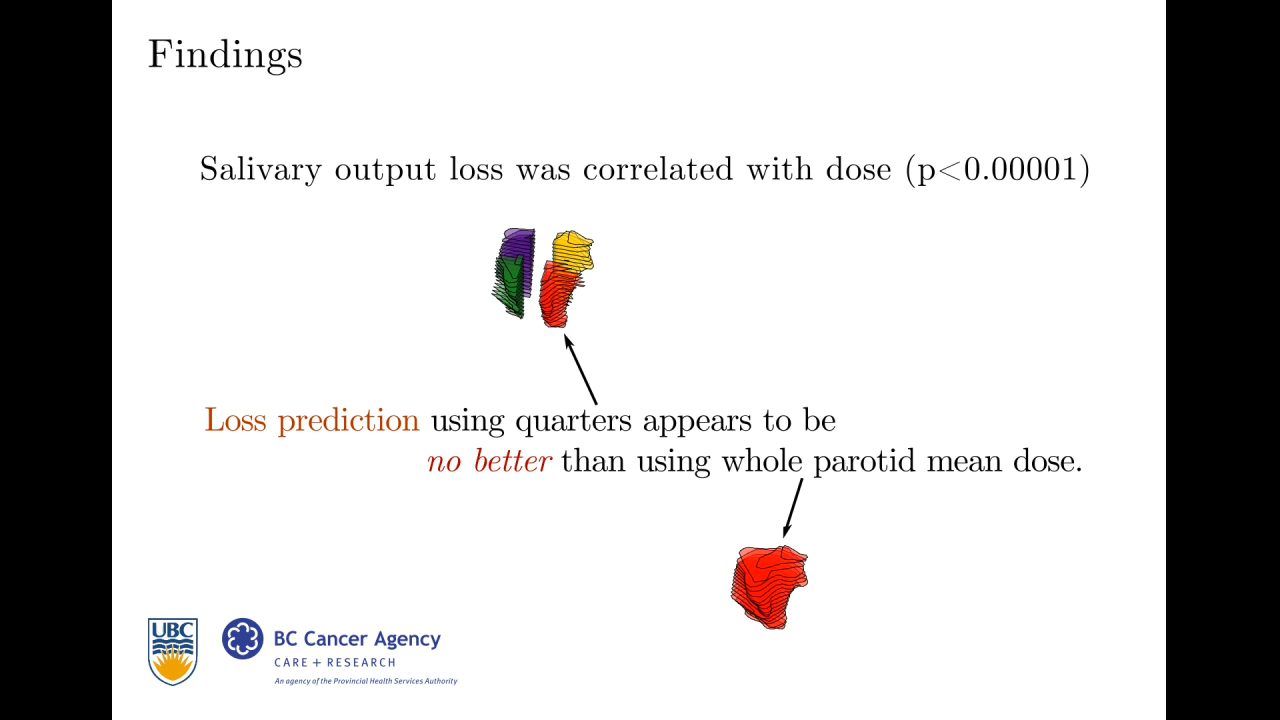 Findings
Salivary output loss was correlated with dose (p<0.00001)
Loss prediction using quarters appears to be
no better than using whole parotid mean dose.
UBC
BC Cancer Agency
CARE + RESEARCH
An agency of the Provincial Health Services Authority